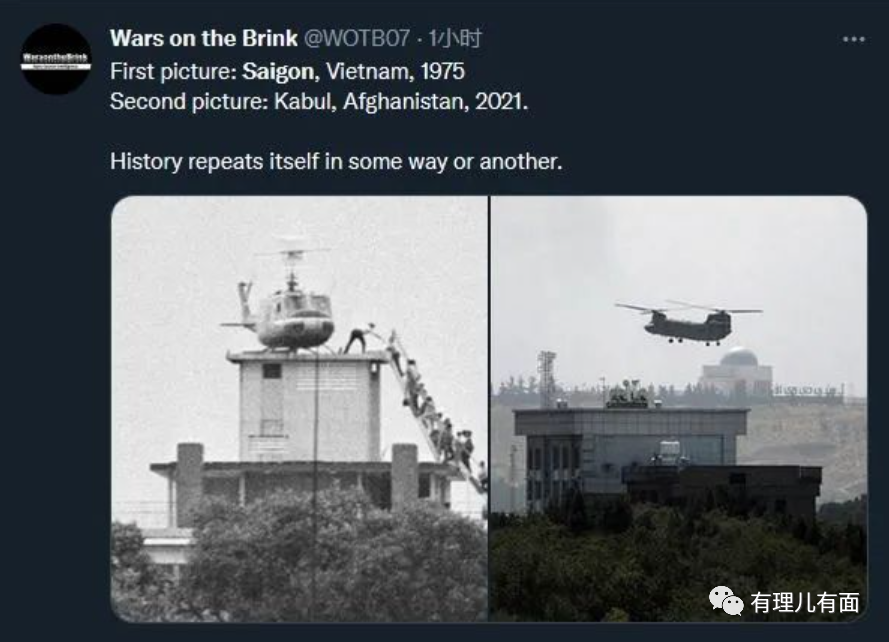 Wars on the Brink @WOTB07 · 1小时
First picture: Saigon, Vietnam, 1975
Second picture: Kabul, Afghanistan, 2021.
History repeats itself in some way or another.
WarsontheBrink
有理儿有面